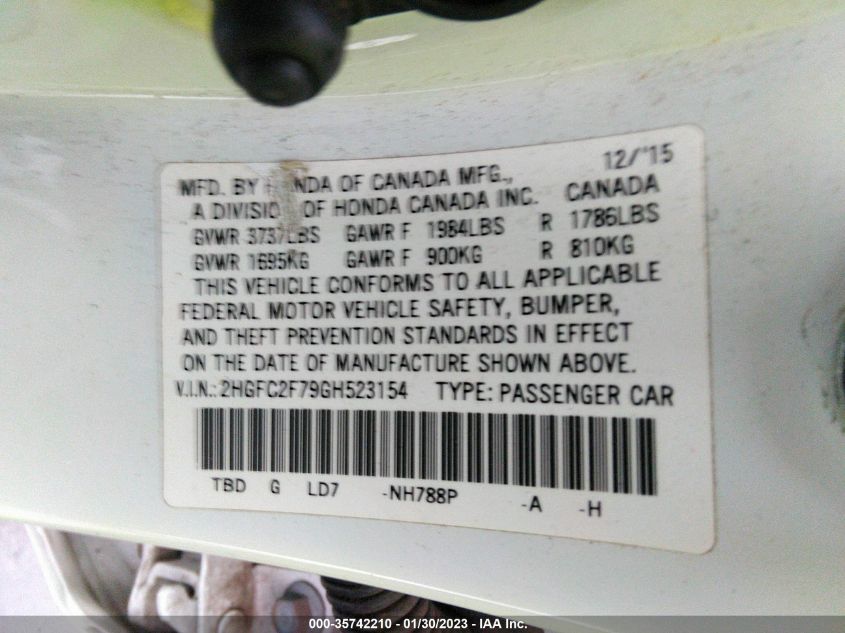 12/'15
MFD. BY HONDA OF CANADA MFG.,
A DIVISION OF HONDA CANADA INC. CANADA
GVWR 3737LBS GAWR F 1984LBS R 1786LBS
GVWR 1695KG GAWR F 900KG R 810KG
THIS VEHICLE CONFORMS TO ALL APPLICABLE
FEDERAL MOTOR VEHICLE SAFETY, BUMPER,
AND THEFT PREVENTION STANDARDS IN EFFECT
ON THE DATE OF MANUFACTURE SHOWN ABOVE.
V.I.N.: 2HGFC2F79GH523154 TYPE: PASSENGER CAR
TBD G LD7 -NH788P -A -H
000-35742210 - 01/30/2023 - IAA Inc.